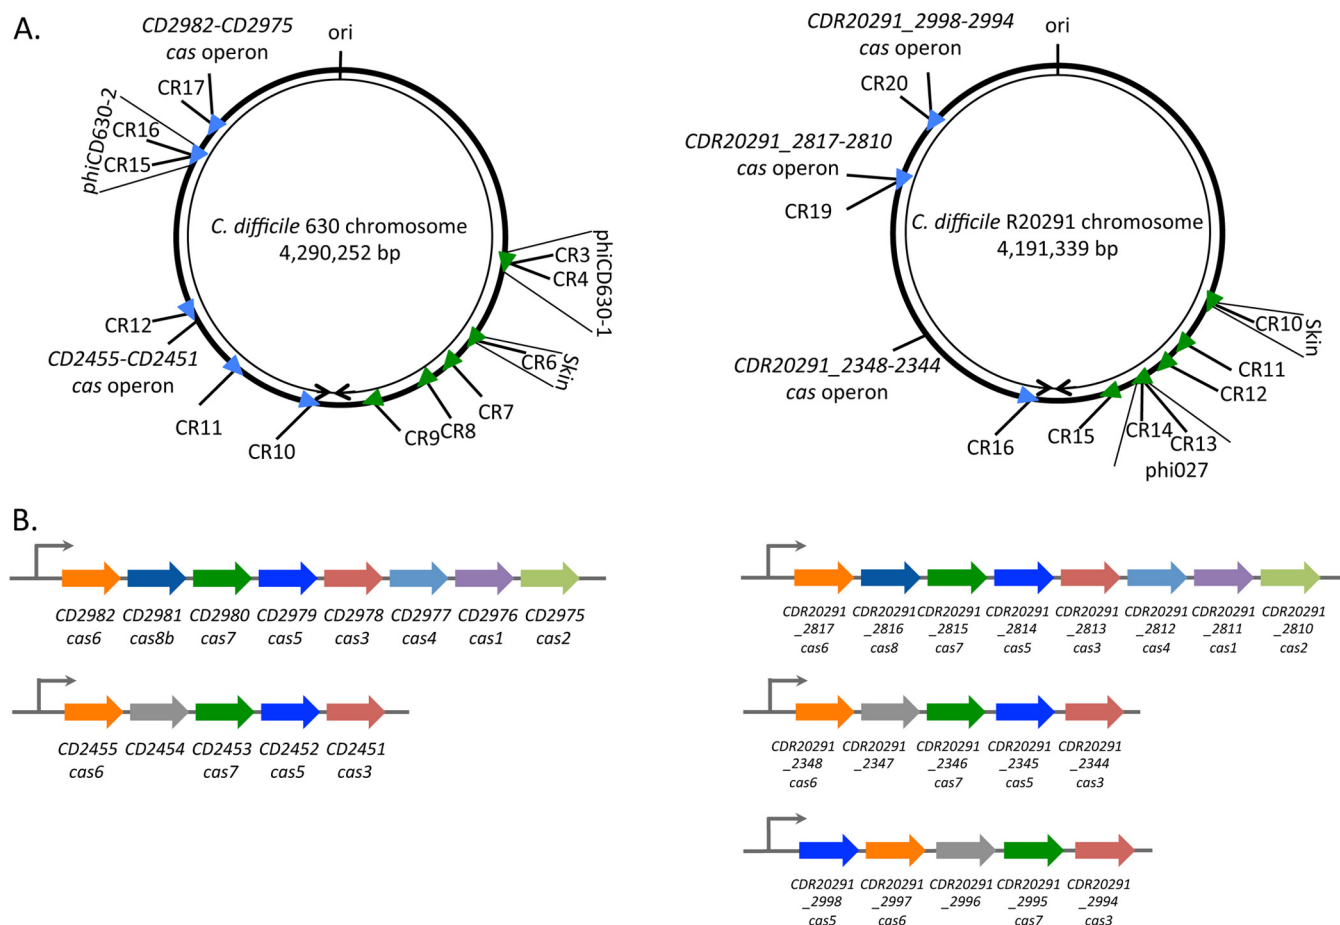 A.
CD2982-CD2975
cas operon
ori
CR17
phiCD630-2
CR16
CR15
C. difficile 630 chromosome
4,290,252 bp
phiCD630-1
CR3
CR4
CR12
CD2455-CD2451
cas operon
CR6
Skin
CR7
CR8
CR9
CR11
CR10
CDR20291_2998-2994
cas operon
ori
CR20
CDR20291_2817-2810
cas operon
CR19
C. difficile R20291 chromosome
4,191,339 bp
CR10
Skin
CR11
CR12
CDR20291_2348-2344
cas operon
CR16
CR15
CR14
CR13
phi027
B.
CD2982 CD2981 CD2980 CD2979 CD2978 CD2977 CD2976 CD2975
cas6 cas8b cas7 cas5 cas3 cas4 cas1 cas2
CD2455 CD2454 CD2453 CD2452 CD2451
cas6 cas7 cas5 cas3
CDR20291 CDR20291 CDR20291 CDR20291 CDR20291 CDR20291 CDR20291 CDR20291
_2817 _2816 _2815 _2814 _2813 _2812 _2811 _2810
cas6 cas8 cas7 cas5 cas3 cas4 cas1 cas2
CDR20291 CDR20291 CDR20291 CDR20291 CDR20291
_2348 _2347 _2346 _2345 _2344
cas6 cas7 cas5 cas3
CDR20291 CDR20291 CDR20291 CDR20291 CDR20291
_2998 _2997 _2996 _2995 _2994
cas5 cas6 cas7 cas3